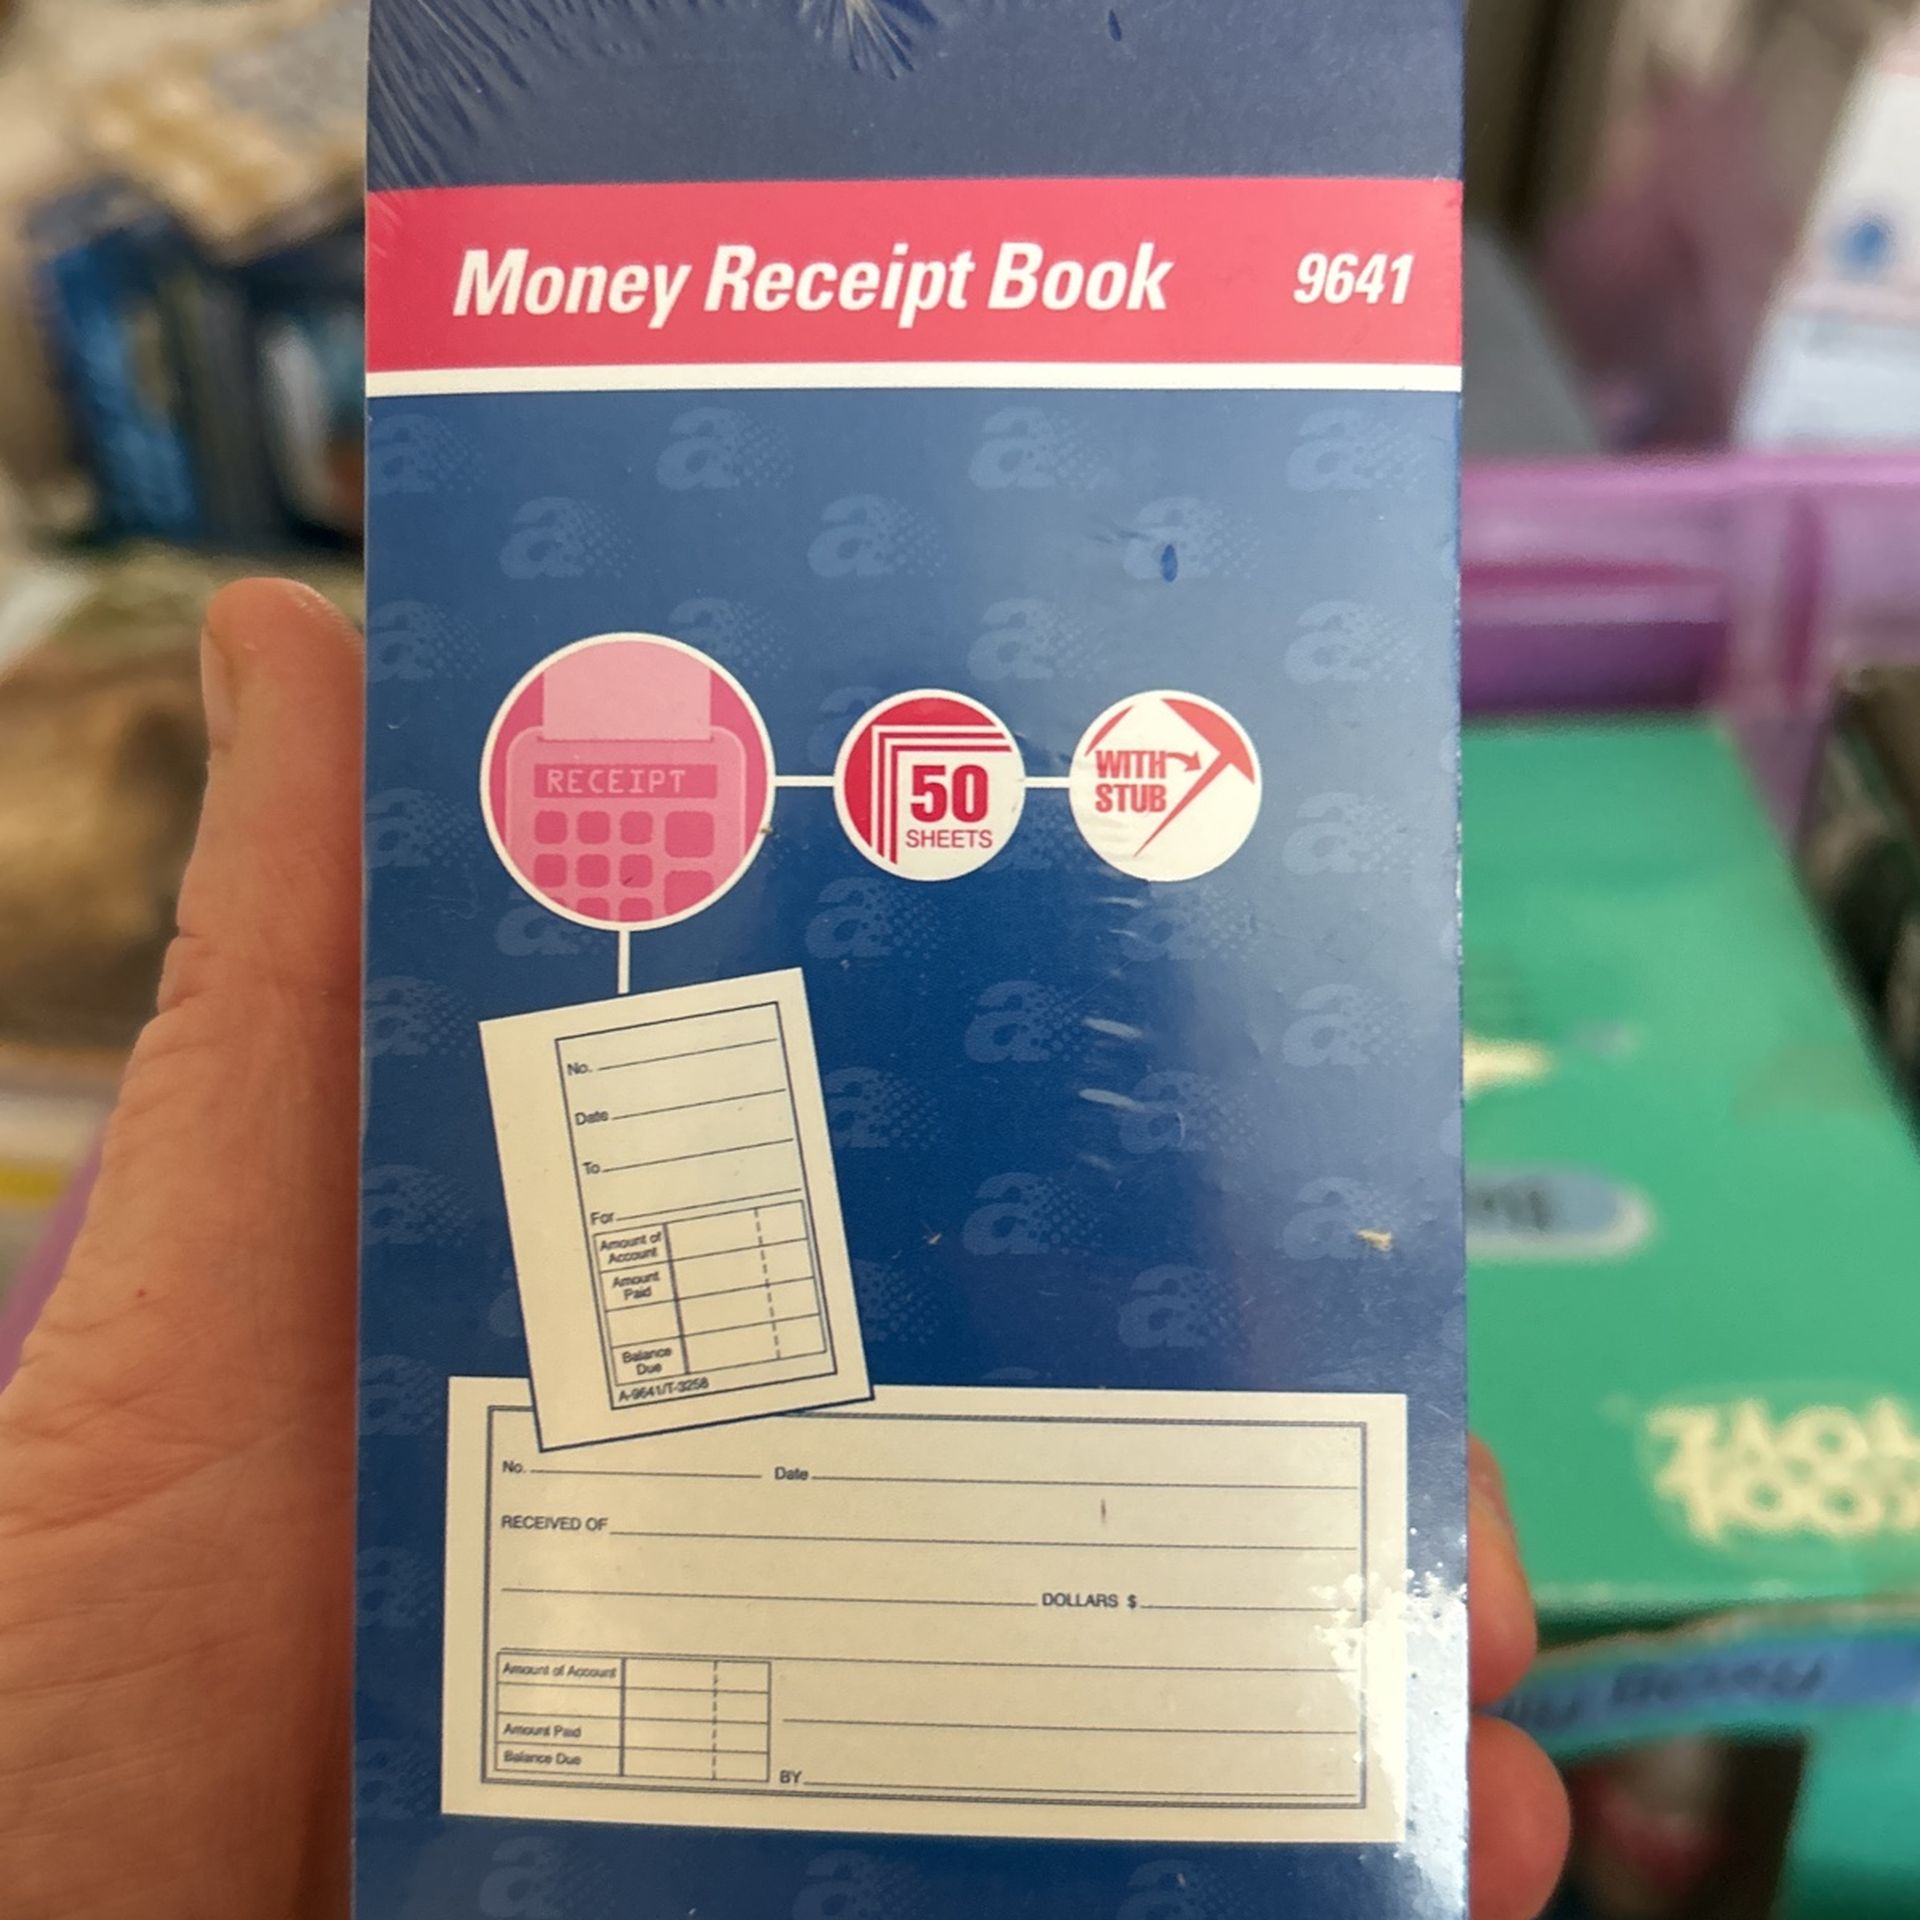 Money Receipt Book 9641
RECEIPT
50
SHEETS
WITH
STUB
No.
Date
To
For
Amount of
Account
Amount
Paid
Balance
Due
A-9641/T-3258
No. Date
RECEIVED OF
DOLLARS $
Amount of Account
Amount Paid
Balance Due
BY